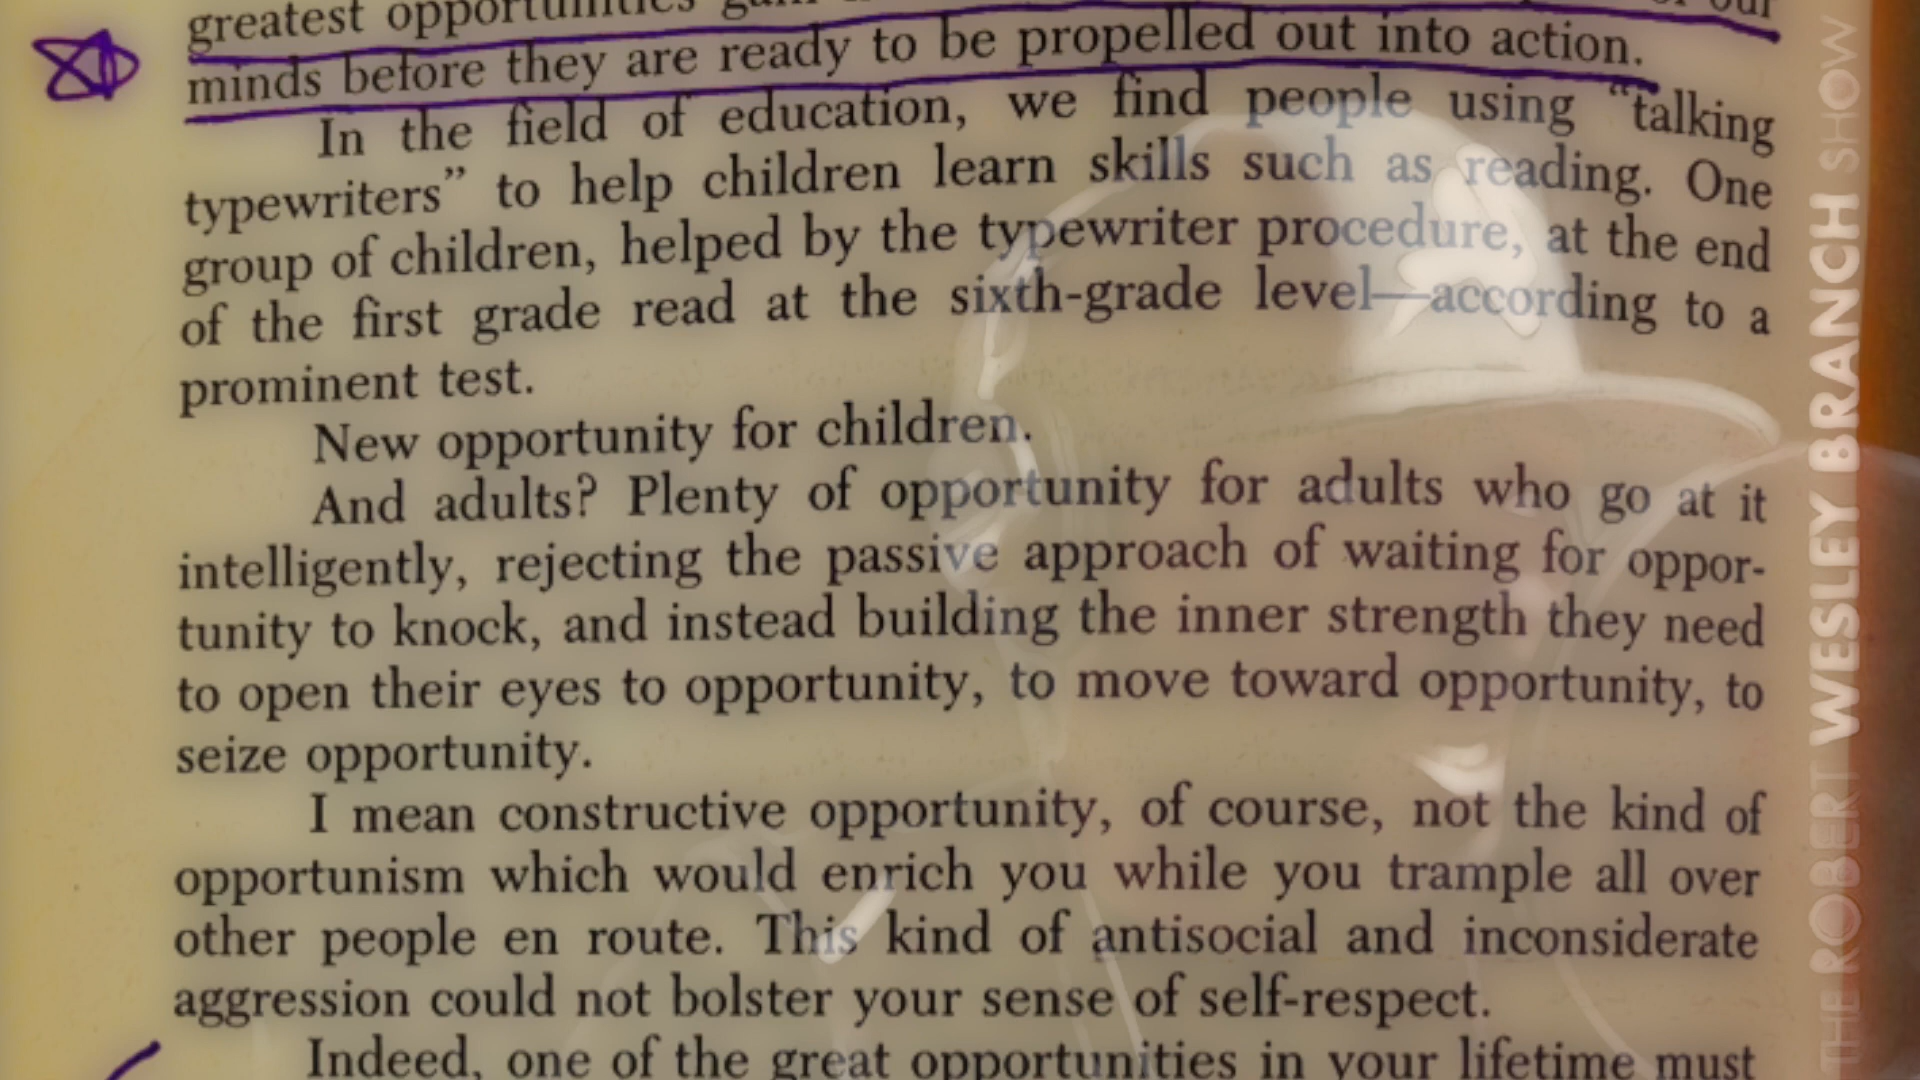 greatest opportunities our
minds before they are ready to be propelled out into action.
In the field of education, we find people using “talking
typewriters” to help children learn skills such as reading. One
group of children, helped by the typewriter procedure, at the end
of the first grade read at the sixth-grade level—according to a
prominent test.
New opportunity for children.
And adults? Plenty of opportunity for adults who go at it
intelligently, rejecting the passive approach of waiting for oppor-
tunity to knock, and instead building the inner strength they need
to open their eyes to opportunity, to move toward opportunity, to
seize opportunity.
I mean constructive opportunity, of course, not the kind of
opportunism which would enrich you while you trample all over
other people en route. This kind of antisocial and inconsiderate
aggression could not bolster your sense of self-respect.
Indeed, one of the great opportunities in your lifetime must
THE ROBERT WESLEY BRANCH SHOW